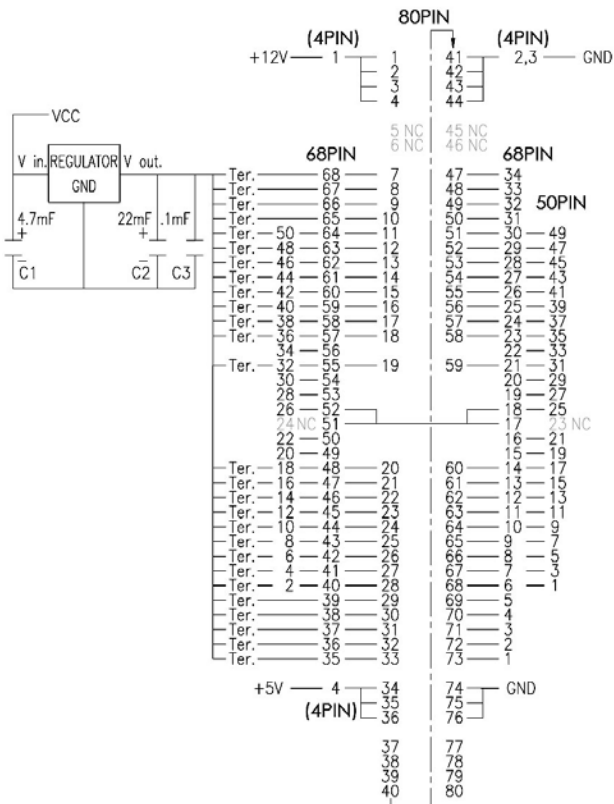 80PIN
(4PIN) (4PIN)
+12V 1 1 41 2,3 GND
2 42
3 43
4 44
VCC
5 NC 45 NC
6 NC 46 NC
V in. REGULATOR V out. 68PIN 68PIN
GND
Ter. 68 7 47 34
Ter. 67 8 48 33
Ter. 66 9 49 32 50PIN
Ter. 65 10 50 31
4.7mF 22mF .1mF
+ +
Ter. 50 64 11 51 30 49
Ter. 48 63 12 52 29 47
Ter. 46 62 13 53 28 45
C1 C2 C3
Ter. 44 61 14 54 27 43
Ter. 42 60 15 55 26 41
Ter. 40 59 16 56 25 39
Ter. 38 58 17 57 24 37
Ter. 36 57 18 58 23 35
34 56 22 33
Ter. 32 55 19 59 21 31
30 54 20 29
28 53 19 27
26 52 18 25
24 NC 51 17 23 NC
22 50 16 21
20 49 15 19
Ter. 18 48 20 60 14 17
Ter. 16 47 21 61 13 15
Ter. 14 46 22 62 12 13
Ter. 12 45 23 63 11 11
Ter. 10 44 24 64 10 9
Ter. 8 43 25 65 9 7
Ter. 6 42 26 66 8 5
Ter. 4 41 27 67 7 3
Ter. 2 40 28 68 6 1
Ter. 39 29 69 5
Ter. 38 30 70 4
Ter. 37 31 71 3
Ter. 36 32 72 2
Ter. 35 33 73 1
+5V 4 34 74 GND
(4PIN) 35 75
36 76
37 77
38 78
39 79
40 80